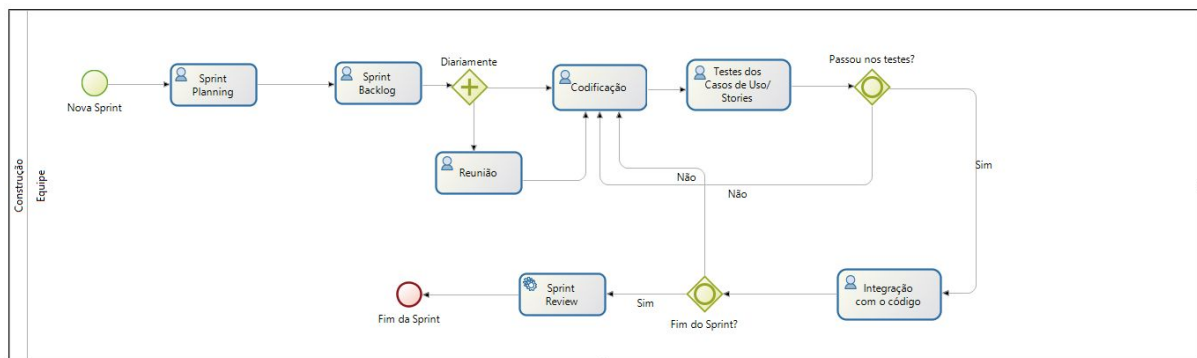 Construção
Equipe
Nova Sprint
Sprint
Planning
Sprint
Backlog
Diariamente
Reunião
Codificação
Testes dos
Casos de Uso/
Stories
Passou nos testes?
Não
Não
Sim
Integração
com o código
Fim do Sprint?
Sim
Sprint
Review
Fim da Sprint